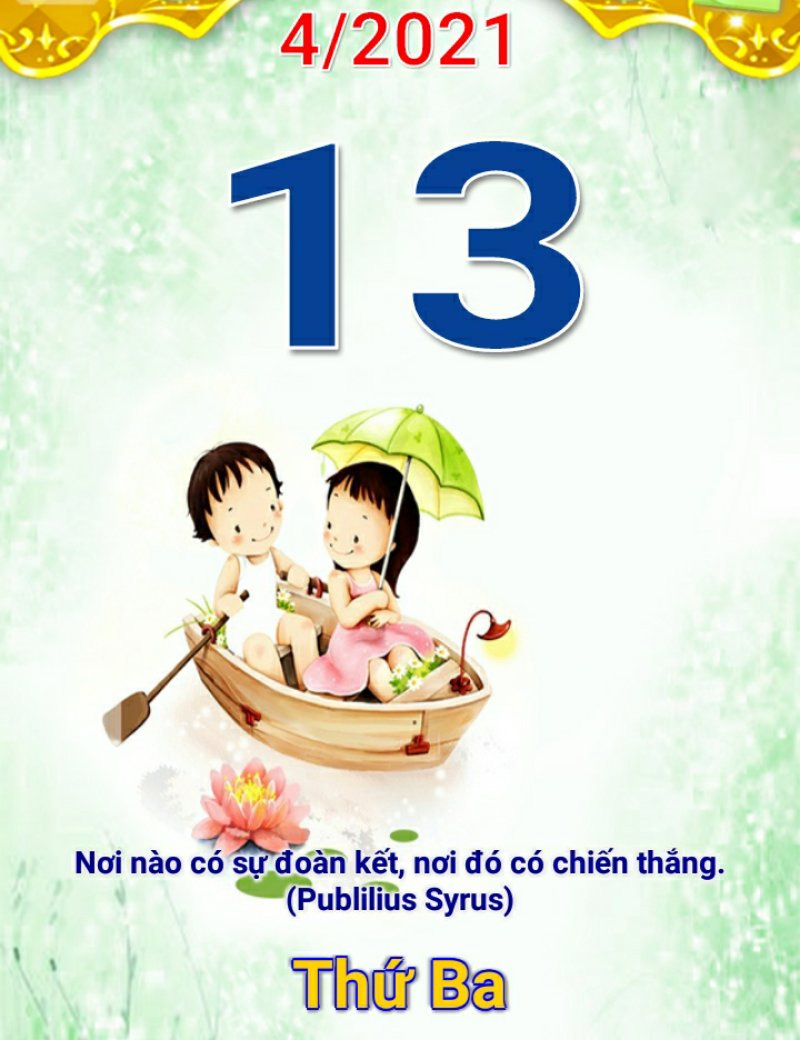 4/2021
13
Nơi nào có sự đoàn kết, nơi đó có chiến thắng.
(Publilius Syrus)
Thứ Ba